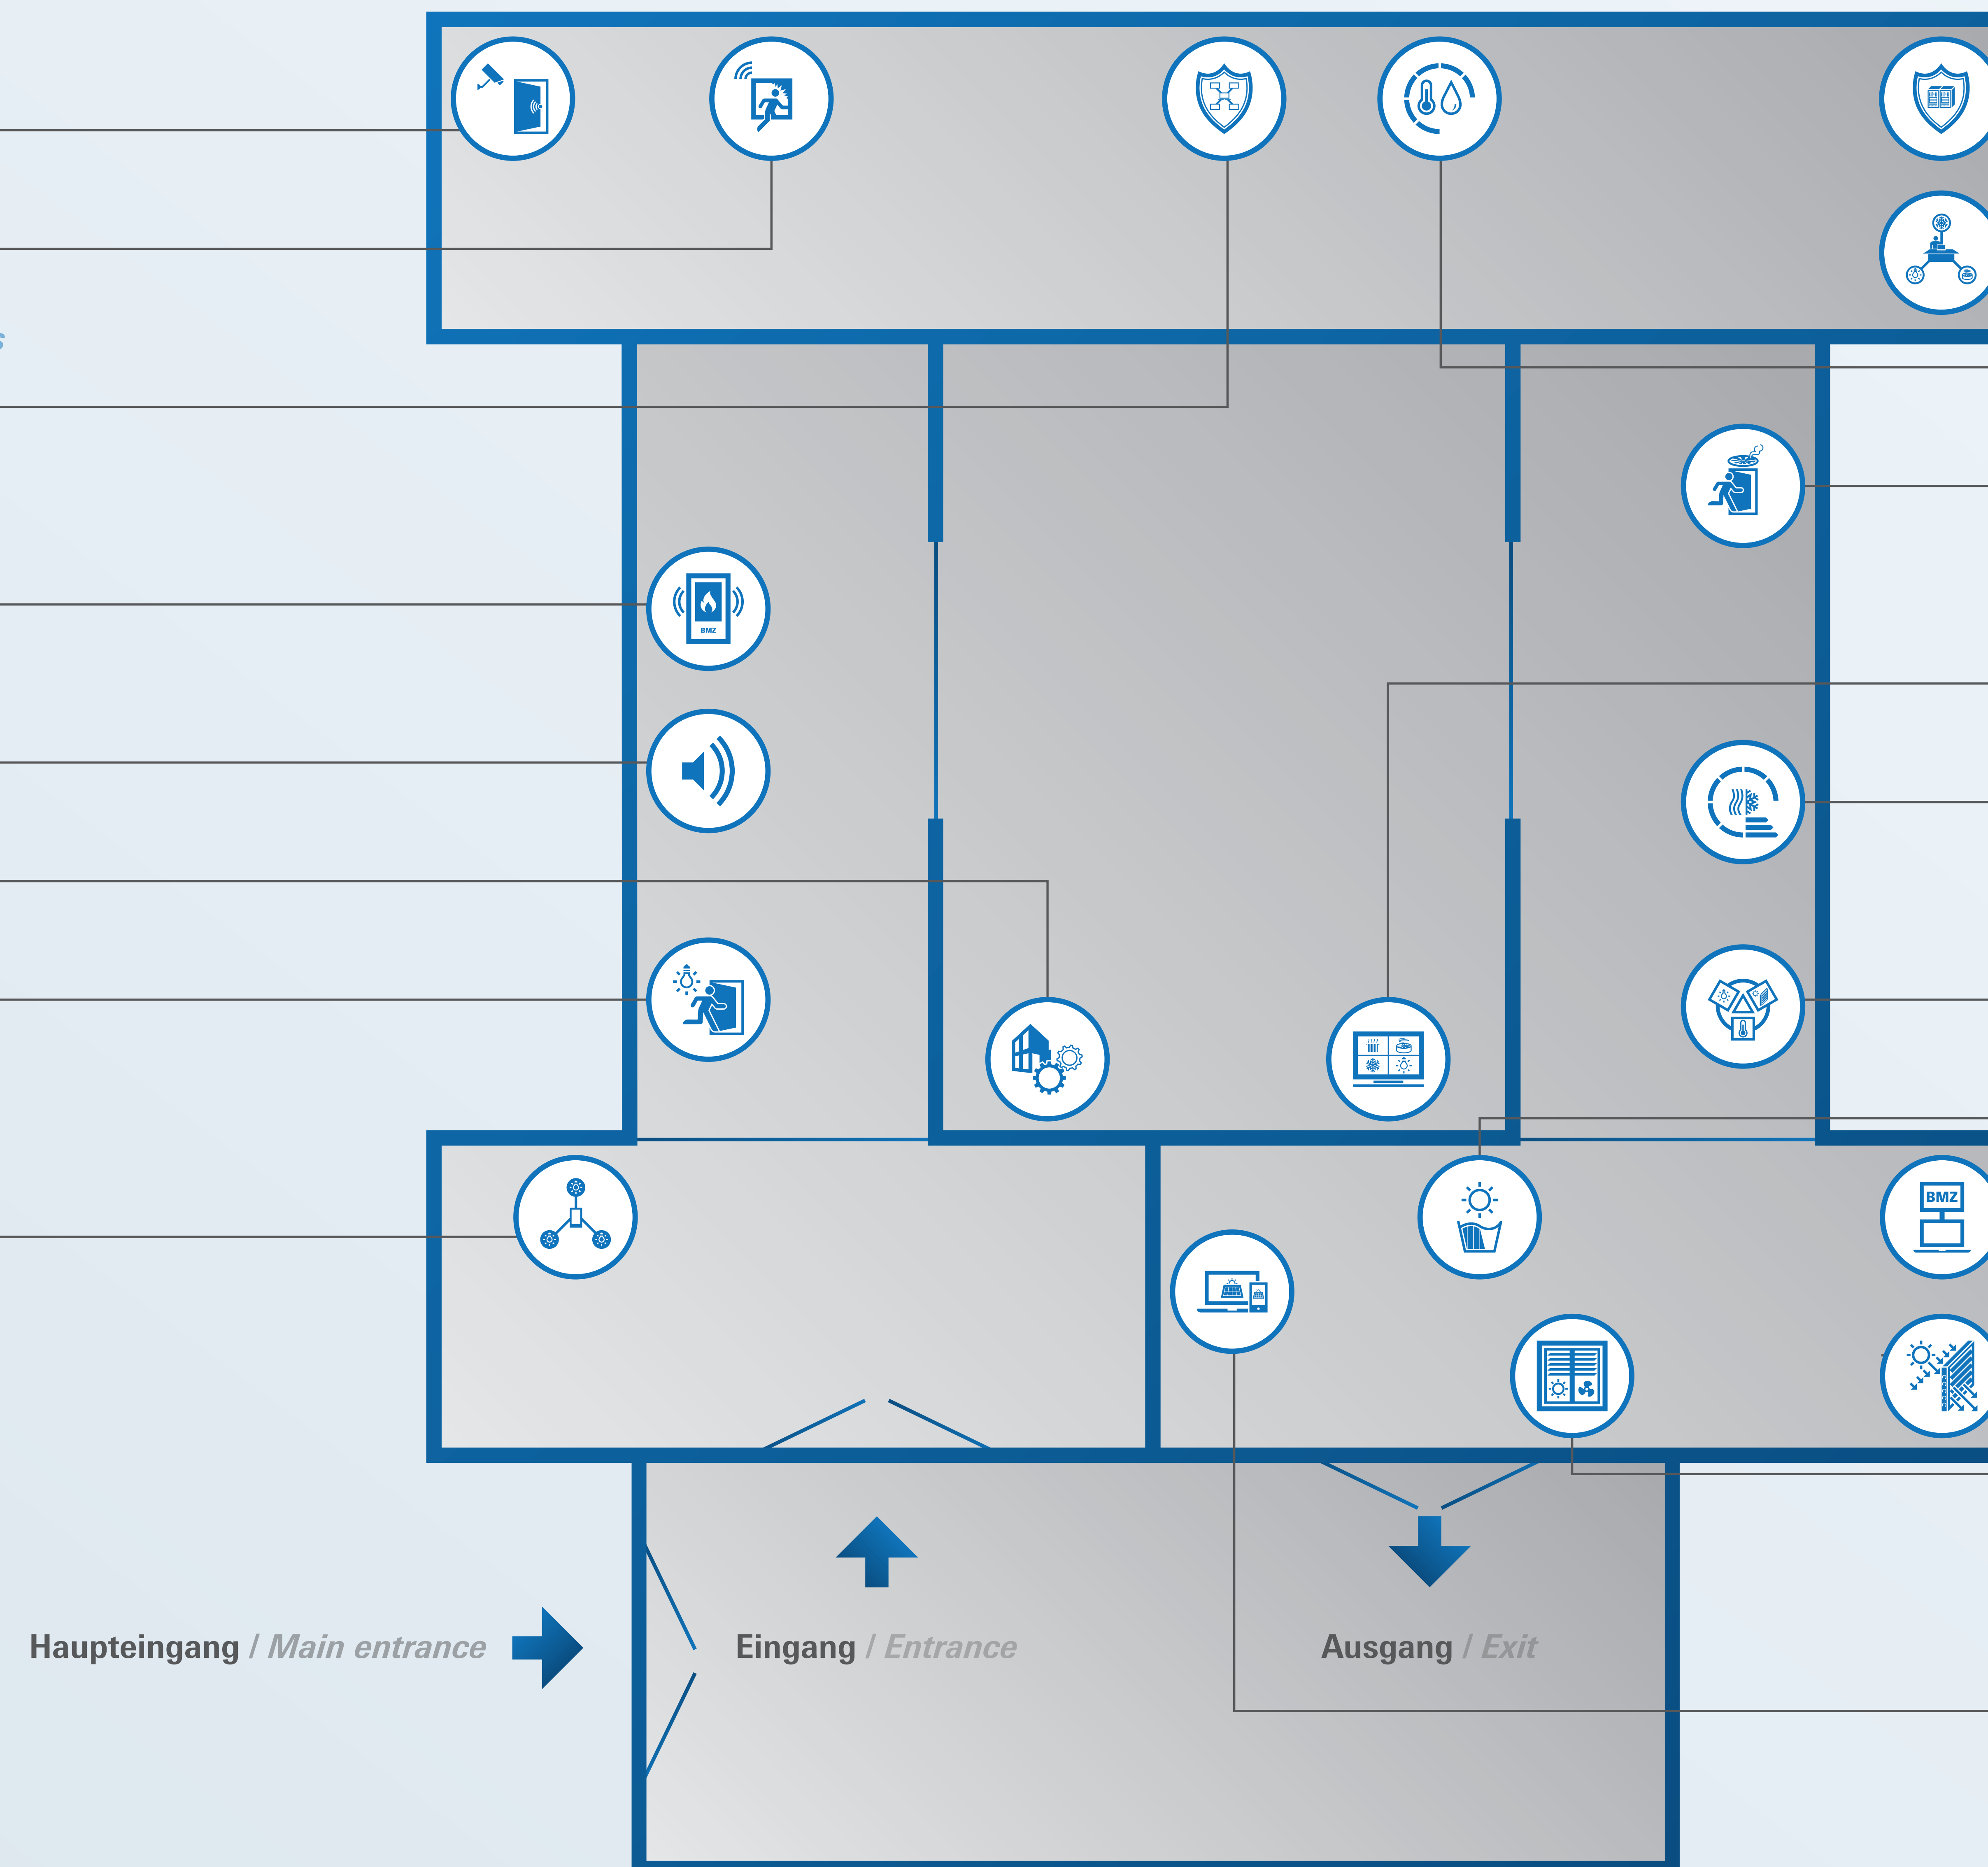 s
BMZ
BMZ
Haupteingang / Main entrance
Eingang / Entrance
Ausgang / Exit